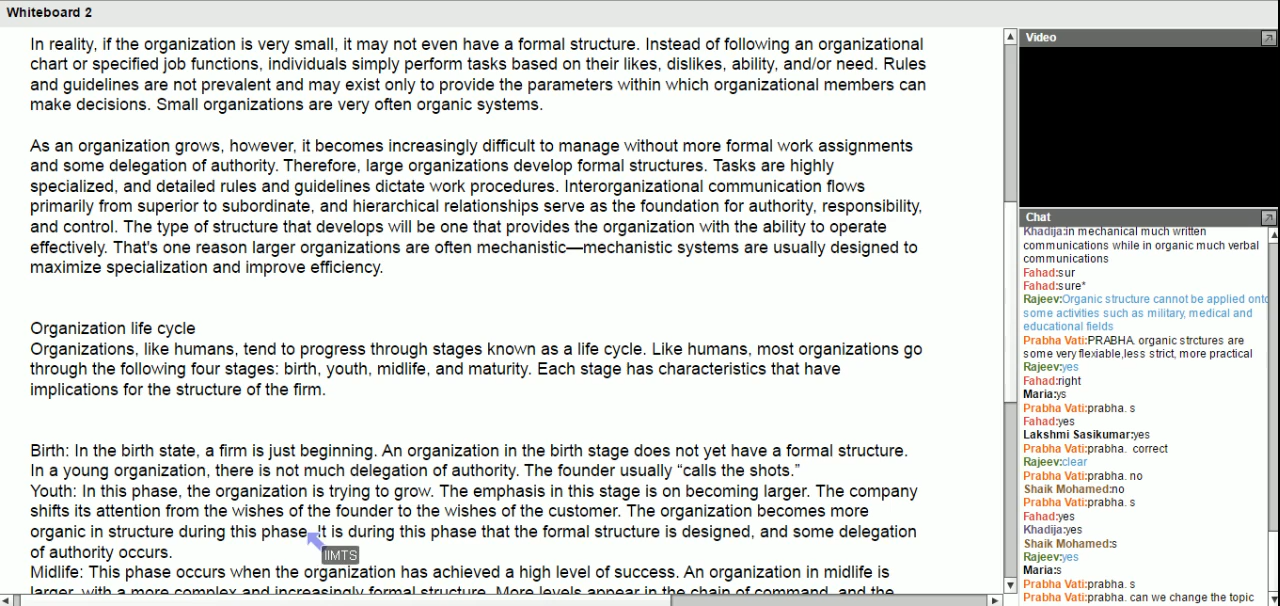 Whiteboard 2
In reality, if the organization is very small, it may not even have a formal structure. Instead of following an organizational
chart or specified job functions, individuals simply perform tasks based on their likes, dislikes, ability, and/or need. Rules
and guidelines are not prevalent and may exist only to provide the parameters within which organizational members can
make decisions. Small organizations are very often organic systems.
As an organization grows, however, it becomes increasingly difficult to manage without more formal work assignments
and some delegation of authority. Therefore, large organizations develop formal structures. Tasks are highly
specialized, and detailed rules and guidelines dictate work procedures. Interorganizational communication flows
primarily from superior to subordinate, and hierarchical relationships serve as the foundation for authority, responsibility,
and control. The type of structure that develops will be one that provides the organization with the ability to operate
effectively. That's one reason larger organizations are often mechanistic—mechanistic systems are usually designed to
maximize specialization and improve efficiency.
Organization life cycle
Organizations, like humans, tend to progress through stages known as a life cycle. Like humans, most organizations go
through the following four stages: birth, youth, midlife, and maturity. Each stage has characteristics that have
implications for the structure of the firm.
Birth: In the birth state, a firm is just beginning. An organization in the birth stage does not yet have a formal structure.
In a young organization, there is not much delegation of authority. The founder usually “calls the shots.”
Youth: In this phase, the organization is trying to grow. The emphasis in this stage is on becoming larger. The company
shifts its attention from the wishes of the founder to the wishes of the customer. The organization becomes more
organic in structure during this phase. It is during this phase that the formal structure is designed, and some delegation
IIMTS
of authority occurs.
Midlife: This phase occurs when the organization has achieved a high level of success. An organization in midlife is
larger, with a more complex and increasingly formal structure. More levels appear in the chain of command, and the
Video
Chat
Khadija:in mechanical much written
communications while in organic much verbal
communications
Fahad:sur
Fahad:sure*
Rajeev:Organic structure cannot be applied onto
some activities such as military, medical and
educational fields
Prabha Vati:PRABHA. organic strctures are
some very flexiable,less strict, more practical
Rajeev:yes
Fahad:right
Maria:ys
Prabha Vati:prabha. s
Fahad:yes
Lakshmi Sasikumar:yes
Prabha Vati:prabha. correct
Rajeev:clear
Prabha Vati:prabha. no
Shaik Mohamed:no
Prabha Vati:prabha. s
Fahad:yes
Khadija:yes
Shaik Mohamed:s
Rajeev:yes
Maria:s
Prabha Vati:prabha. s
Prabha Vati:prabha. can we change the topic